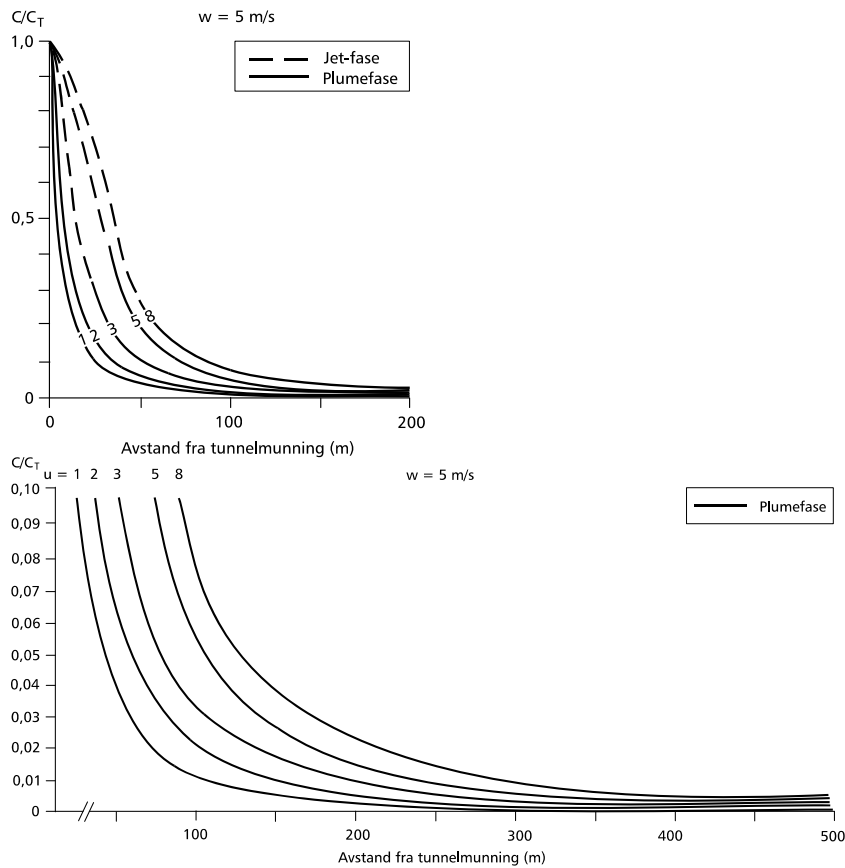 C/CT
w = 5 m/s
Jet-fase
Plumefase
1,0
0,5
0
1 2 3 5 8
0 100 200
Avstand fra tunnelmunning (m)
C/CT u = 1 2 3 5 8 w = 5 m/s
Plumefase
0,10
0,09
0,08
0,07
0,06
0,05
0,04
0,03
0,02
0,01
0
100 200 300 400 500
Avstand fra tunnelmunning (m)